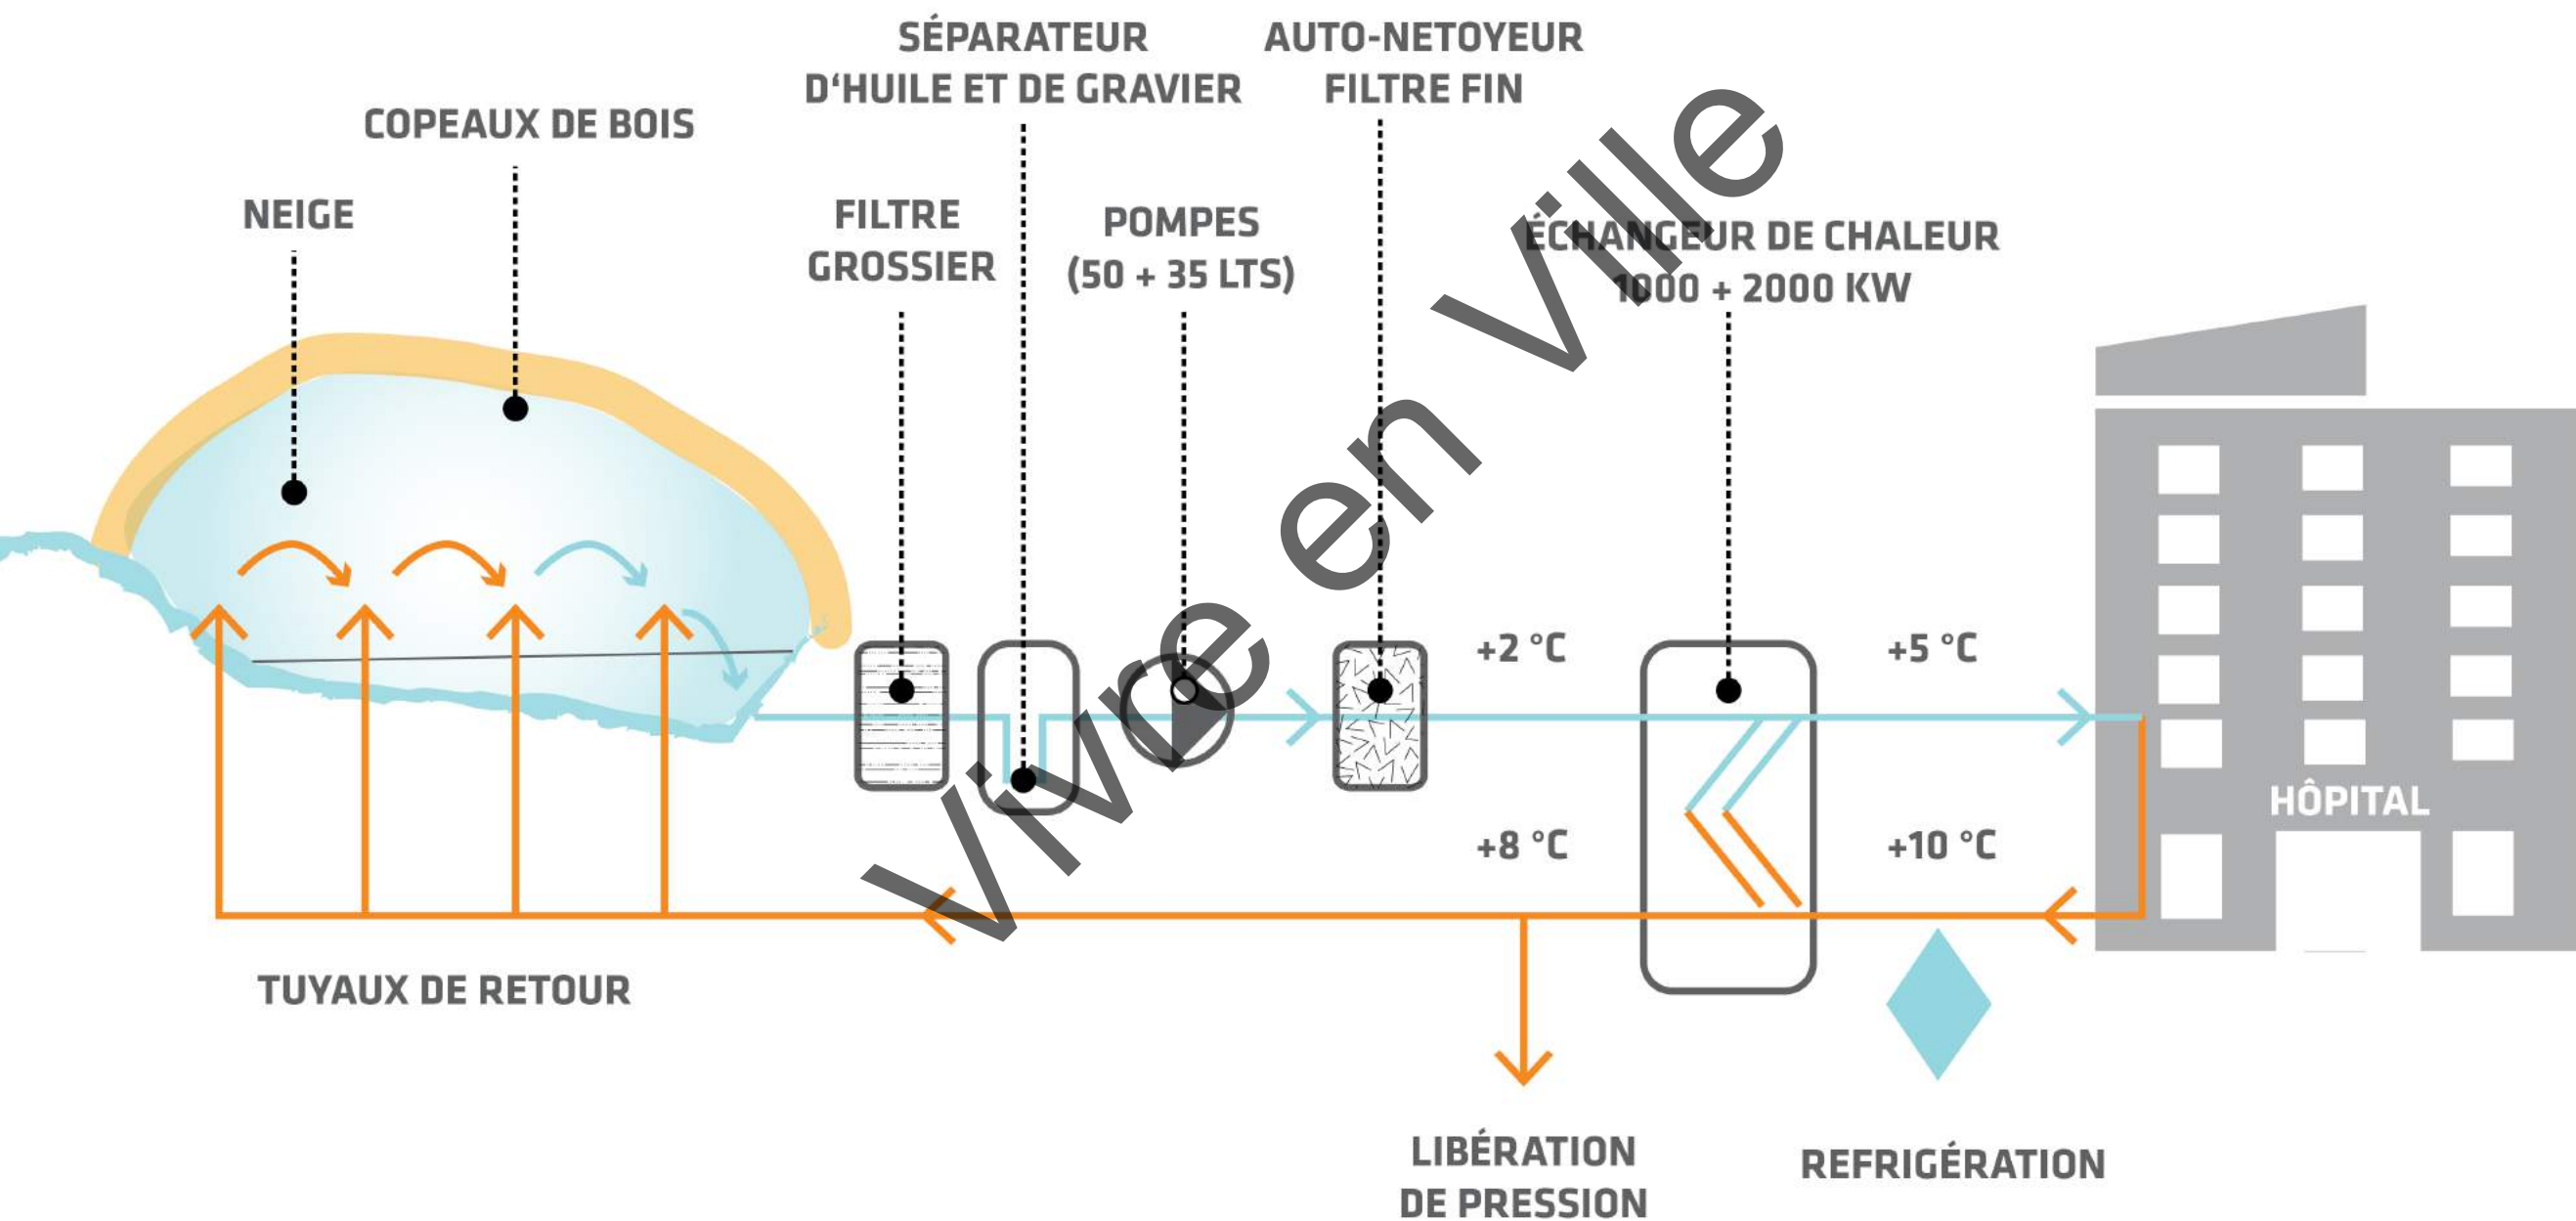 SÉPARATEUR
D'HUILE ET DE GRAVIER
AUTO-NETOYEUR
FILTRE FIN
COPEAUX DE BOIS
NEIGE
FILTRE
GROSSIER
POMPES
(50 + 35 LTS)
ÉCHANGEUR DE CHALEUR
1000 + 2000 KW
Vivre en Ville
+2 °C
+5 °C
HÔPITAL
+8 °C
+10 °C
TUYAUX DE RETOUR
LIBÉRATION
DE PRESSION
REFRIGÉRATION